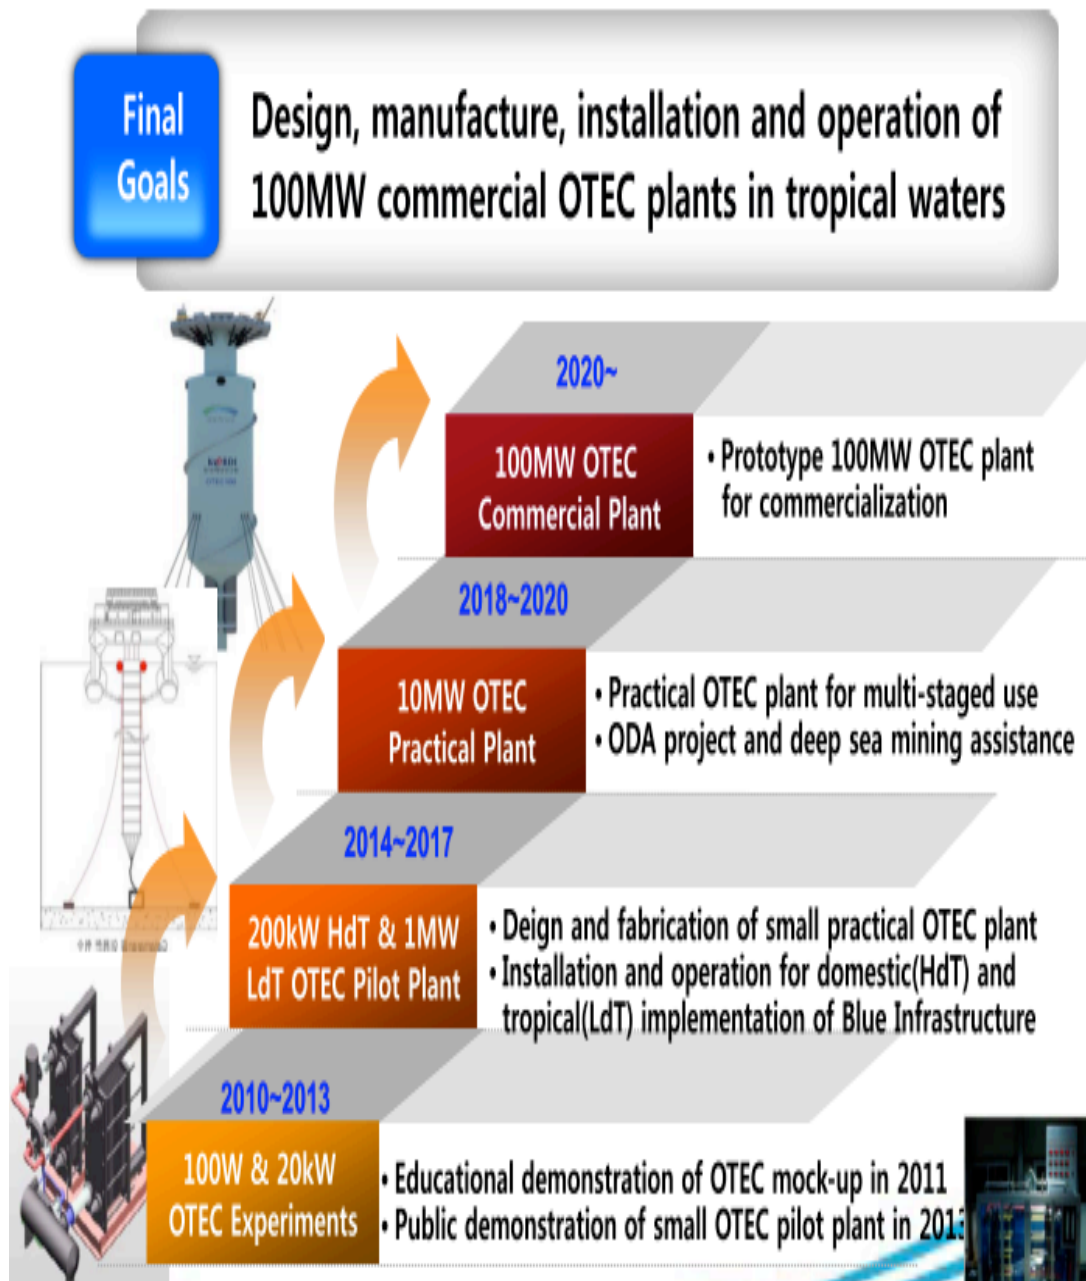 Final
Goals
Design, manufacture, installation and operation of
100MW commercial OTEC plants in tropical waters
2020~
100MW OTEC
Commercial Plant
• Prototype 100MW OTEC plant
for commercialization
2018~2020
10MW OTEC
Practical Plant
• Practical OTEC plant for multi-staged use
• ODA project and deep sea mining assistance
2014~2017
200kW HdT & 1MW
LdT OTEC Pilot Plant
• Deign and fabrication of small practical OTEC plant
• Installation and operation for domestic(HdT) and
tropical(LdT) implementation of Blue Infrastructure
2010~2013
100W & 20kW
OTEC Experiments
• Educational demonstration of OTEC mock-up in 2011
• Public demonstration of small OTEC pilot plant in 2013